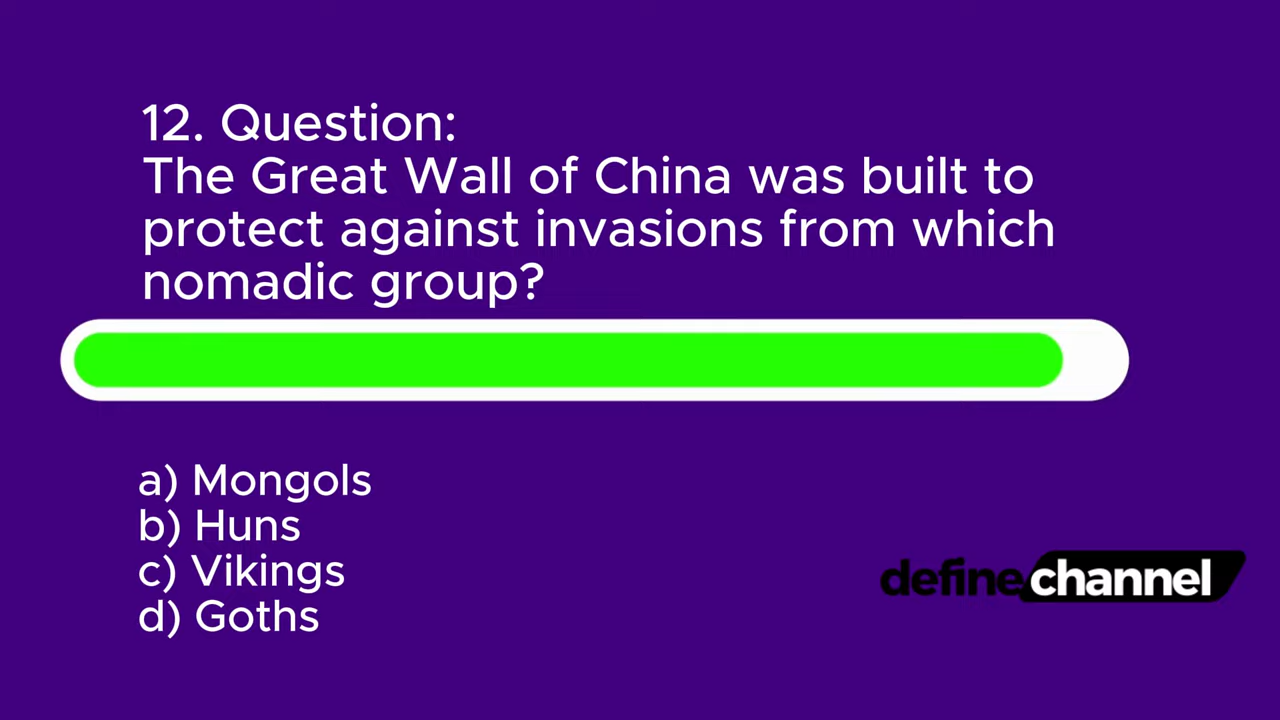 12. Question:
The Great Wall of China was built to
protect against invasions from which
nomadic group?
a) Mongols
b) Huns
c) Vikings
d) Goths
definechannel